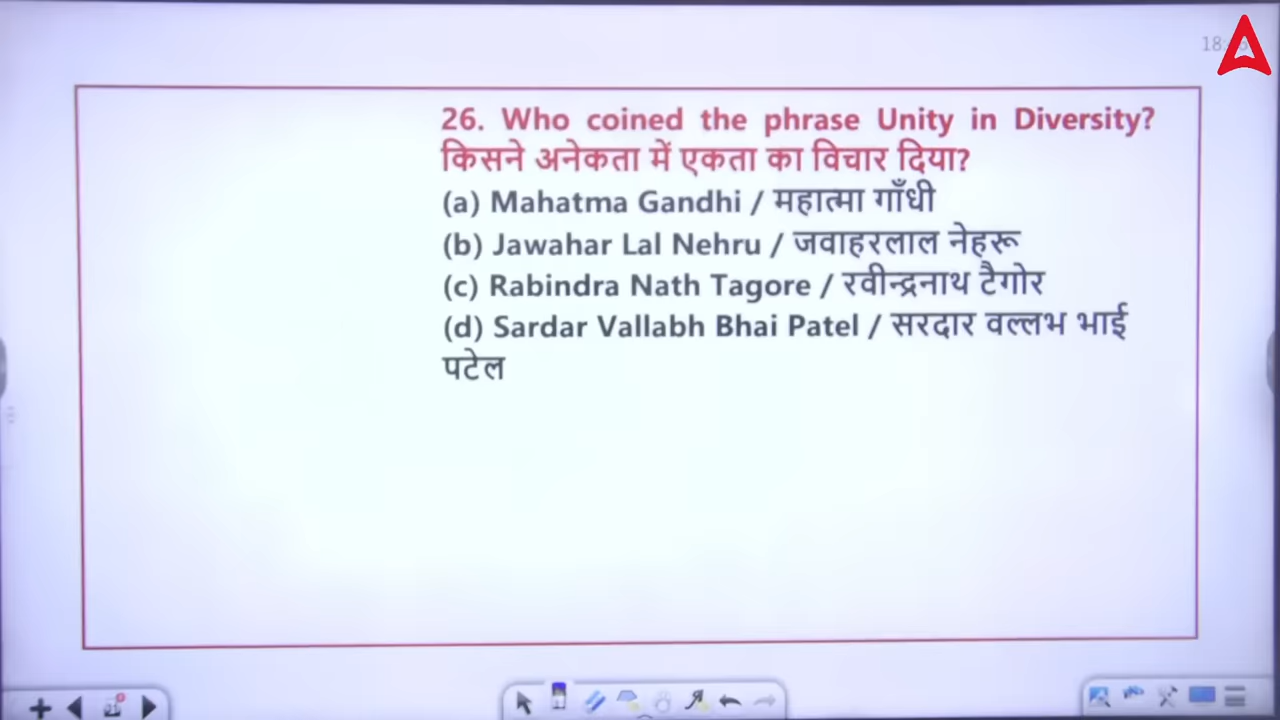 26. Who coined the phrase Unity in Diversity?
किसने अनेकता में एकता का विचार दिया?
(a) Mahatma Gandhi / महात्मा गाँधी
(b) Jawahar Lal Nehru / जवाहरलाल नेहरू
(c) Rabindra Nath Tagore / रवीन्द्रनाथ टैगोर
(d) Sardar Vallabh Bhai Patel / सरदार वल्लभ भाई
पटेल